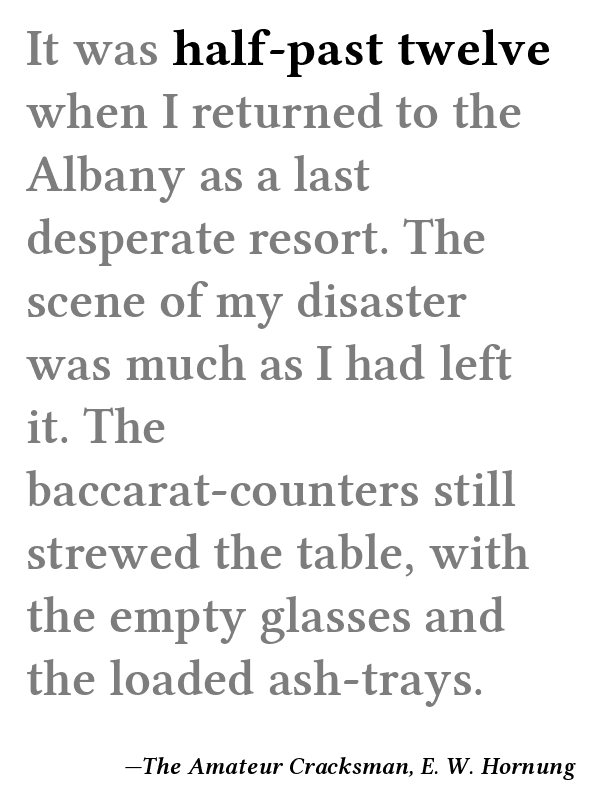 It was half-past twelve
when I returned to the
Albany as a last
desperate resort. The
scene of my disaster
was much as I had left
it. The
baccarat-counters still
strewed the table, with
the empty glasses and
the loaded ash-trays.
—The Amateur Cracksman, E. W. Hornung